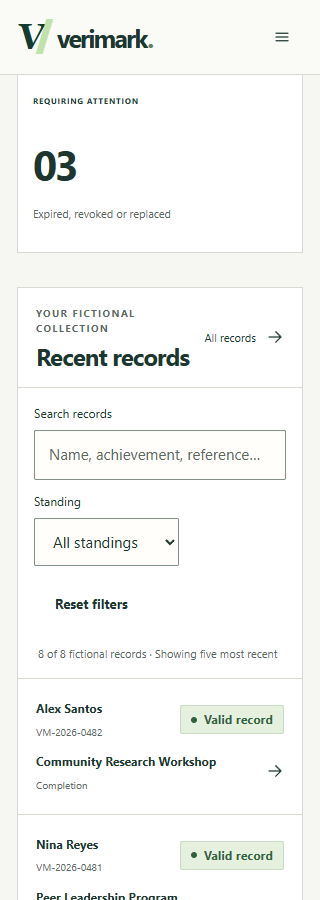 V verimark.
REQUIRING ATTENTION
03
Expired, revoked or replaced
YOUR FICTIONAL
COLLECTION
Recent records
All records
Search records
Name, achievement, reference...
Standing
All standings
Reset filters
8 of 8 fictional records · Showing five most recent
Alex Santos
VM-2026-0482
Valid record
Community Research Workshop
Completion
Nina Reyes
VM-2026-0481
Valid record
Peer Leadership Program